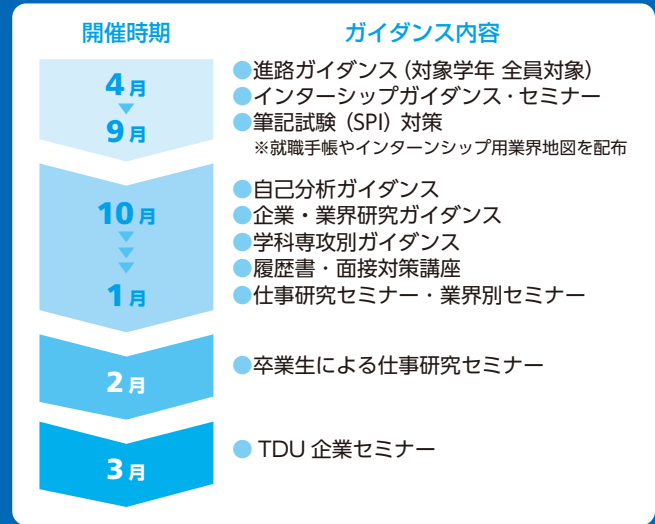 開催時期
ガイダンス内容
4月
9月
●進路ガイダンス（対象学年 全員対象）
●インターシップガイダンス・セミナー
●筆記試験（SPI）対策
※就職手帳やインターンシップ用業界地図を配布
10月
1月
●自己分析ガイダンス
●企業・業界研究ガイダンス
●学科専攻別ガイダンス
●履歴書・面接対策講座
●仕事研究セミナー・業界別セミナー
2月
●卒業生による仕事研究セミナー
3月
●TDU 企業セミナー